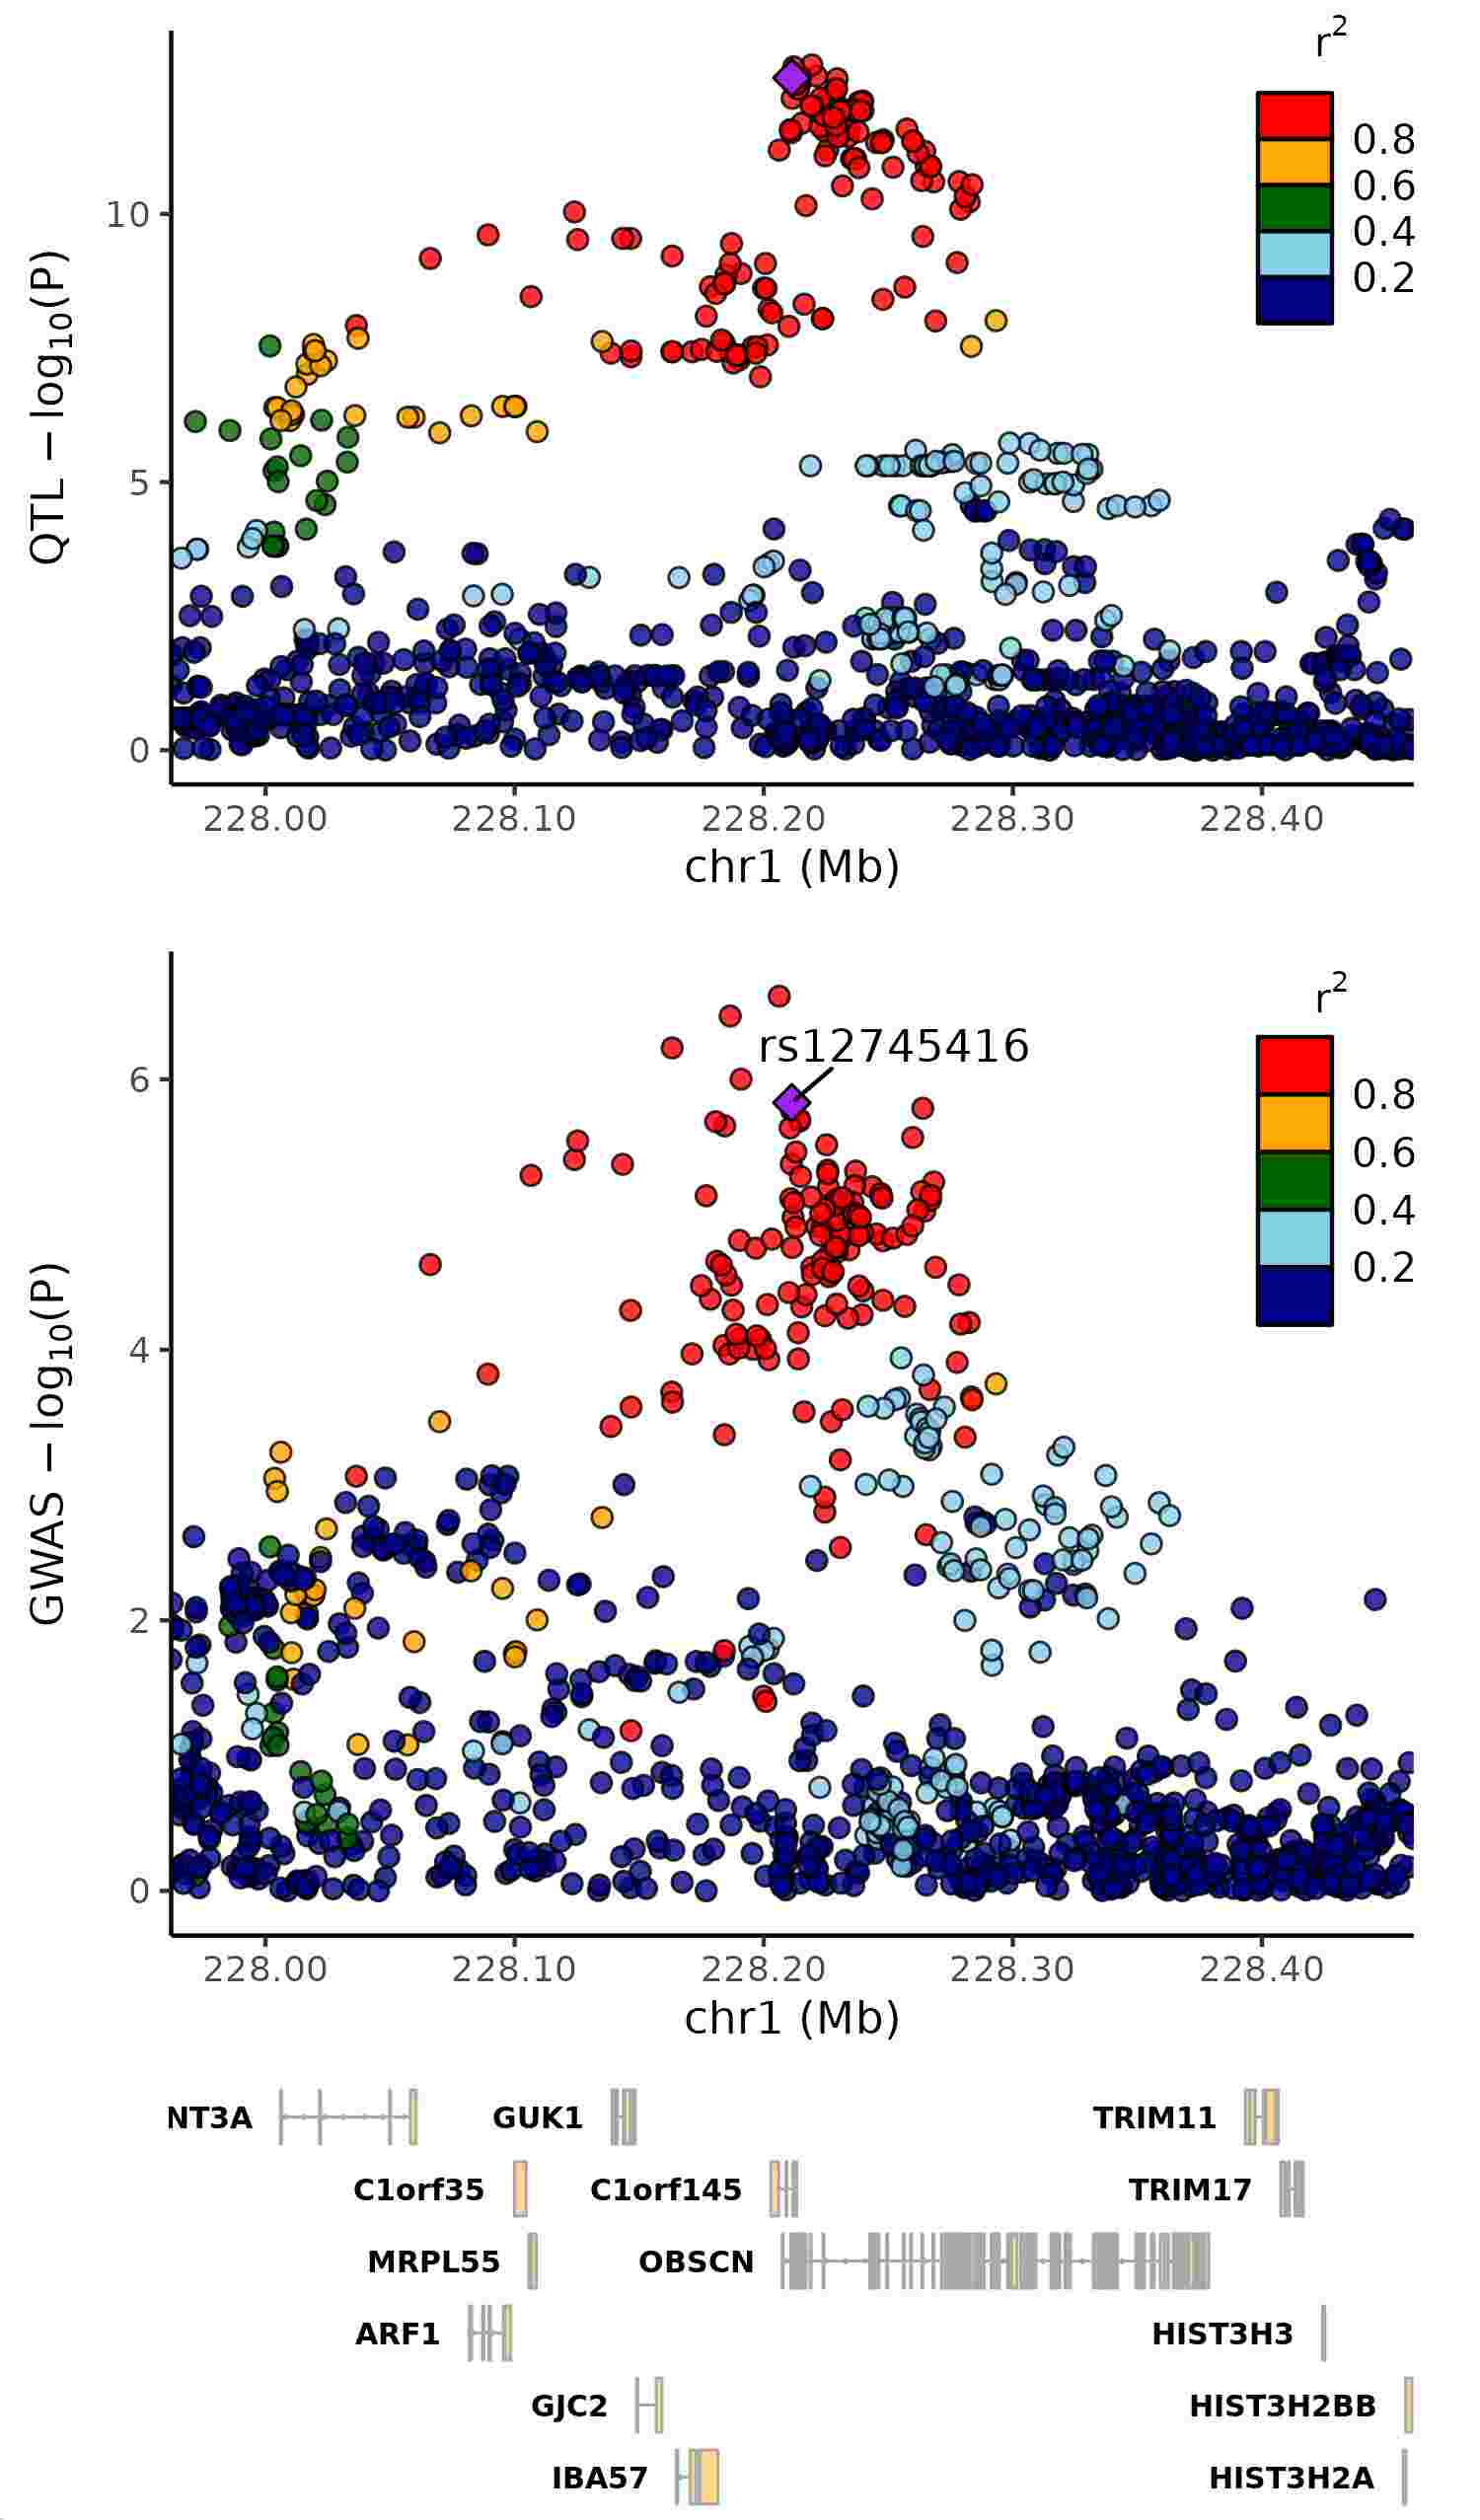 r2
0.8
0.6
0.4
0.2
QTL − log10(P)
10
5
0
228.00 228.10 228.20 228.30 228.40
chr1 (Mb)
r2
0.8
0.6
0.4
0.2
rs12745416
GWAS − log10(P)
6
4
2
0
228.00 228.10 228.20 228.30 228.40
chr1 (Mb)
NT3A GUK1 TRIM11
C1orf35 C1orf145 TRIM17
MRPL55 OBSCN
ARF1 HIST3H3
GJC2 HIST3H2BB
IBA57 HIST3H2A